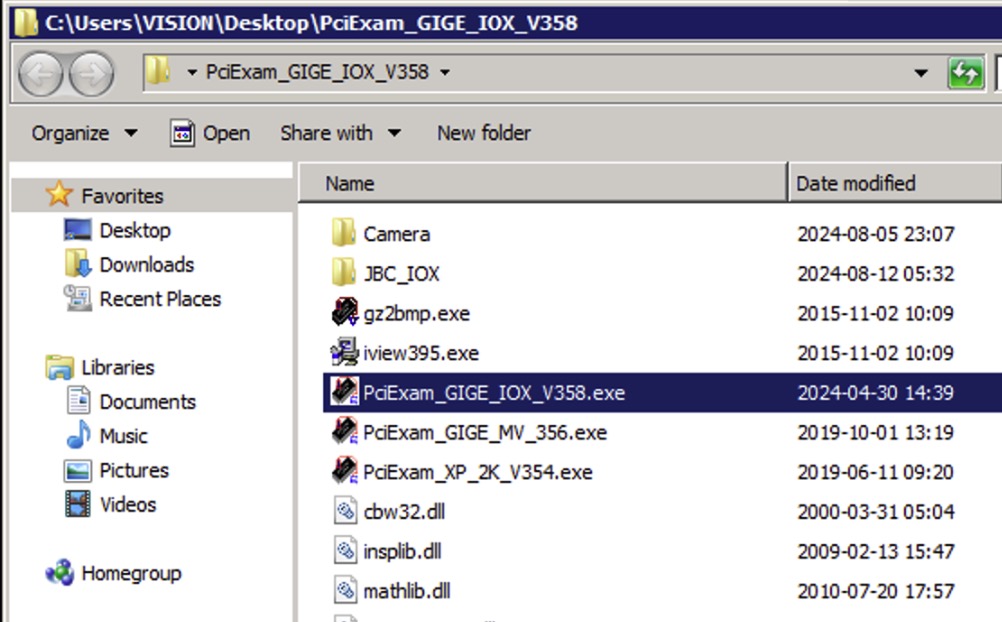 C:\Users\VISION\Desktop\PciExam_GIGE_IOX_V358
PciExam_GIGE_IOX_V358
Organize Open Share with New folder
Favorites
Desktop
Downloads
Recent Places
Libraries
Documents
Music
Pictures
Videos
Homegroup
Name Date modified
Camera 2024-08-05 23:07
JBC_IOX 2024-08-12 05:32
gz2bmp.exe 2015-11-02 10:09
iview395.exe 2015-11-02 10:09
PciExam_GIGE_IOX_V358.exe 2024-04-30 14:39
PciExam_GIGE_MV_356.exe 2019-10-01 13:19
PciExam_XP_2K_V354.exe 2019-06-11 09:20
cbw32.dll 2000-03-31 05:04
insplib.dll 2009-02-13 15:47
mathlib.dll 2010-07-20 17:57